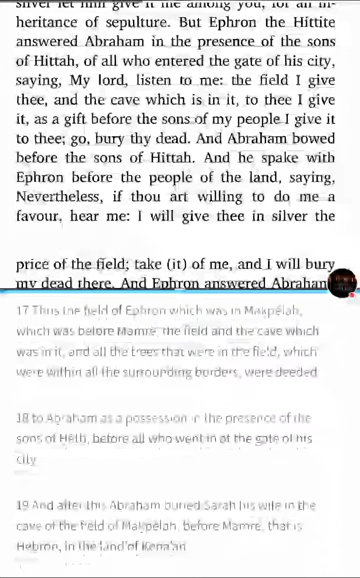 silver let him give it me among you, for an in-
heritance of sepulture. But Ephron the Hittite
answered Abraham in the presence of the sons
of Hittah, of all who entered the gate of his city,
saying, My lord, listen to me: the field I give
thee, and the cave which is in it, to thee I give
it, as a gift before the sons of my people I give it
to thee; go, bury thy dead. And Abraham bowed
before the sons of Hittah. And he spake with
Ephron before the people of the land, saying,
Nevertheless, if thou art willing to do me a
favour, hear me: I will give thee in silver the
price of the field; take (it) of me, and I will bury
my dead there. And Ephron answered Abraham
17 Thus the field of Ephron which was in Makpélah,
which was before Mamre, the field and the cave which
was in it, and all the trees that were in the field, which
were within all the surrounding borders, were deeded
18 to Abraham as a possession in the presence of the
sons of Héth, before all who went in at the gate of his
city
19 And after this Abraham buried Sarah his wife in the
cave of the field of Makpélah, before Mamre, that is
Hebron, in the land of Kena'an